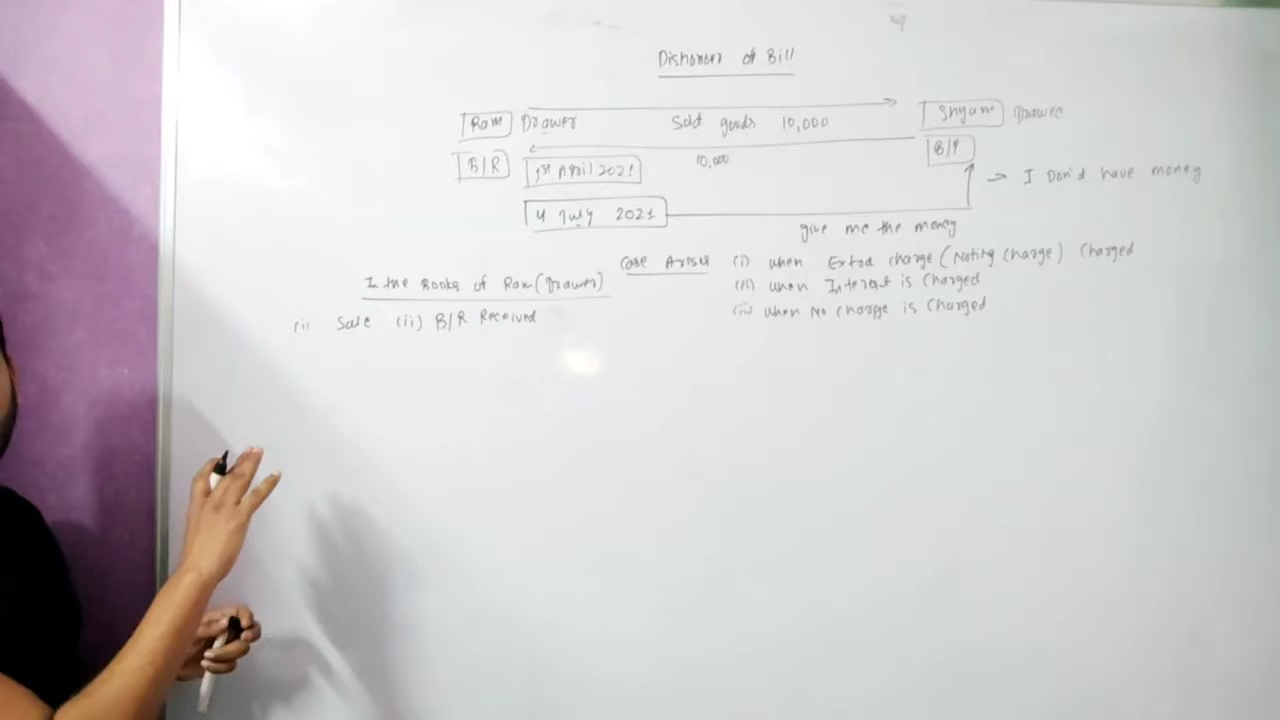 Dishonour of Bill
Ram Drawer Sold goods 10,000 Shyam Drawee
B/R 1st April 2021 10,000 B/P
I Don'd have money
4 July 2021 give me the money
Case Arises (i) when Extra charge (Noting charge) Charged
In the Books of Ram (Drawer) (ii) when Interest is Charged
(i) Sale (ii) B/R Received (iii) when No charge is Charged